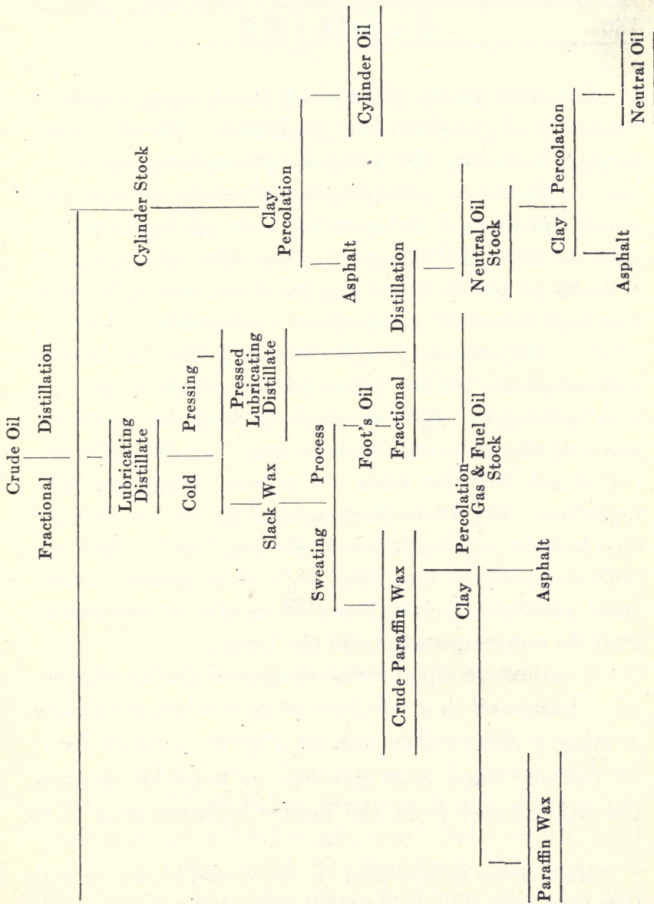 Crude Oil
Fractional Distillation
Lubricating
Distillate
Cylinder Stock
Cold Pressing
Slack Wax
Pressed
Lubricating
Distillate
Clay
Percolation
Sweating Process
Asphalt
Cylinder Oil
Foot's Oil
Crude Paraffin Wax
Fractional Distillation
Clay Percolation
Gas & Fuel Oil
Stock
Neutral Oil
Stock
Paraffin Wax
Asphalt
Clay Percolation
Asphalt
Neutral Oil